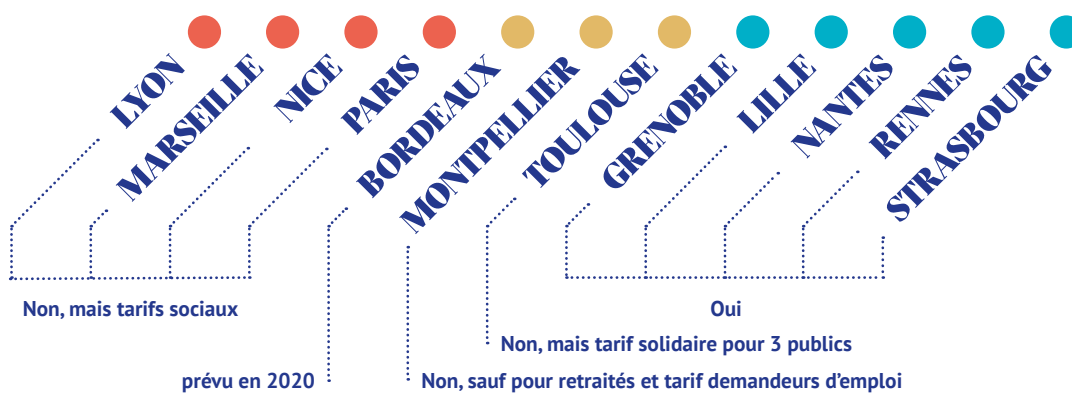 LYON
MARSEILLE
NICE
PARIS
BORDEAUX
MONTPELLIER
TOULOUSE
GRENOBLE
LILLE
NANTES
RENNES
STRASBOURG
Non, mais tarifs sociaux
Oui
Non, mais tarif solidaire pour 3 publics
prévu en 2020
Non, sauf pour retraités et tarif demandeurs d'emploi